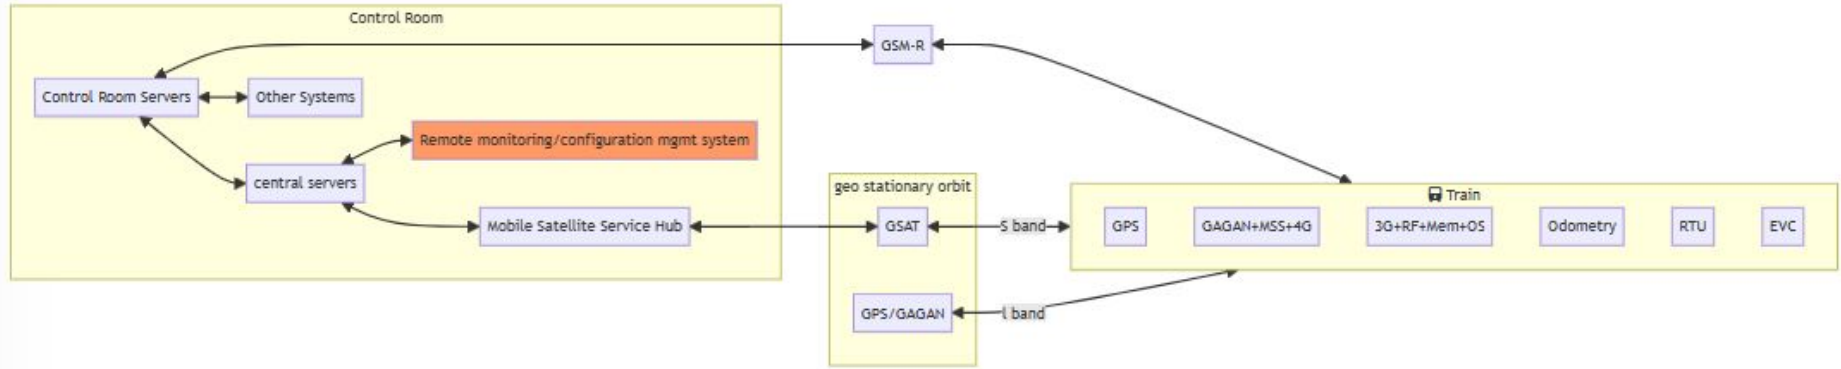 Control Room
GSM-R
Control Room Servers
Other Systems
Remote monitoring/configuration mgmt system
central servers
Mobile Satellite Service Hub
geo stationary orbit
GSAT
GPS/GAGAN
S band
l band
Train
GPS
GAGAN+MSS+4G
3G+RF+Mem+OS
Odometry
RTU
EVC